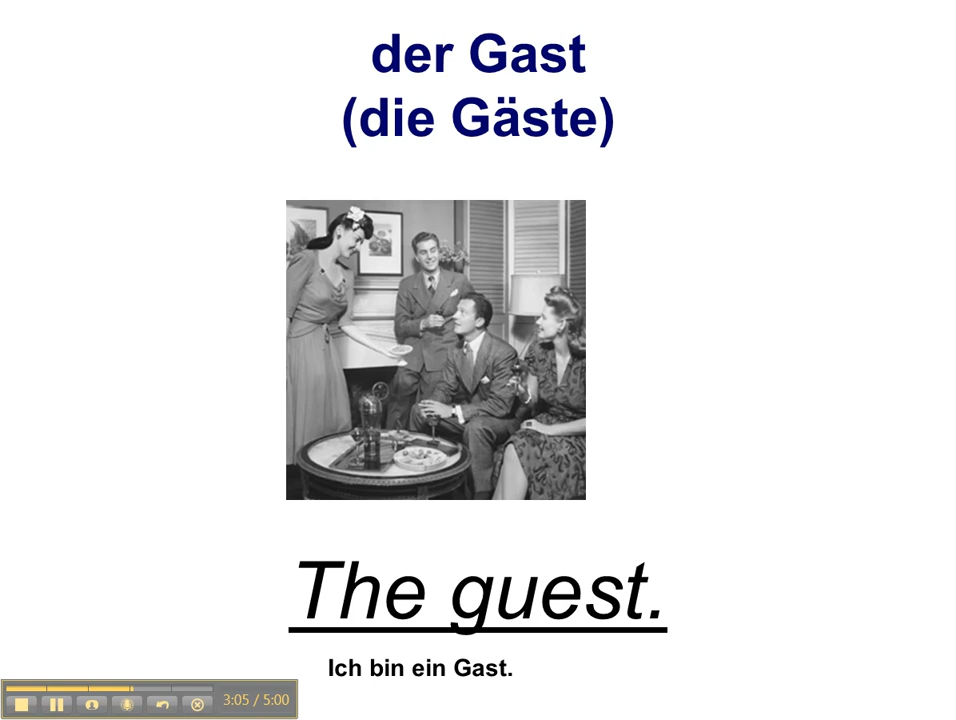 der Gast
(die Gäste)
The guest.
Ich bin ein Gast.
3:05 / 5:00